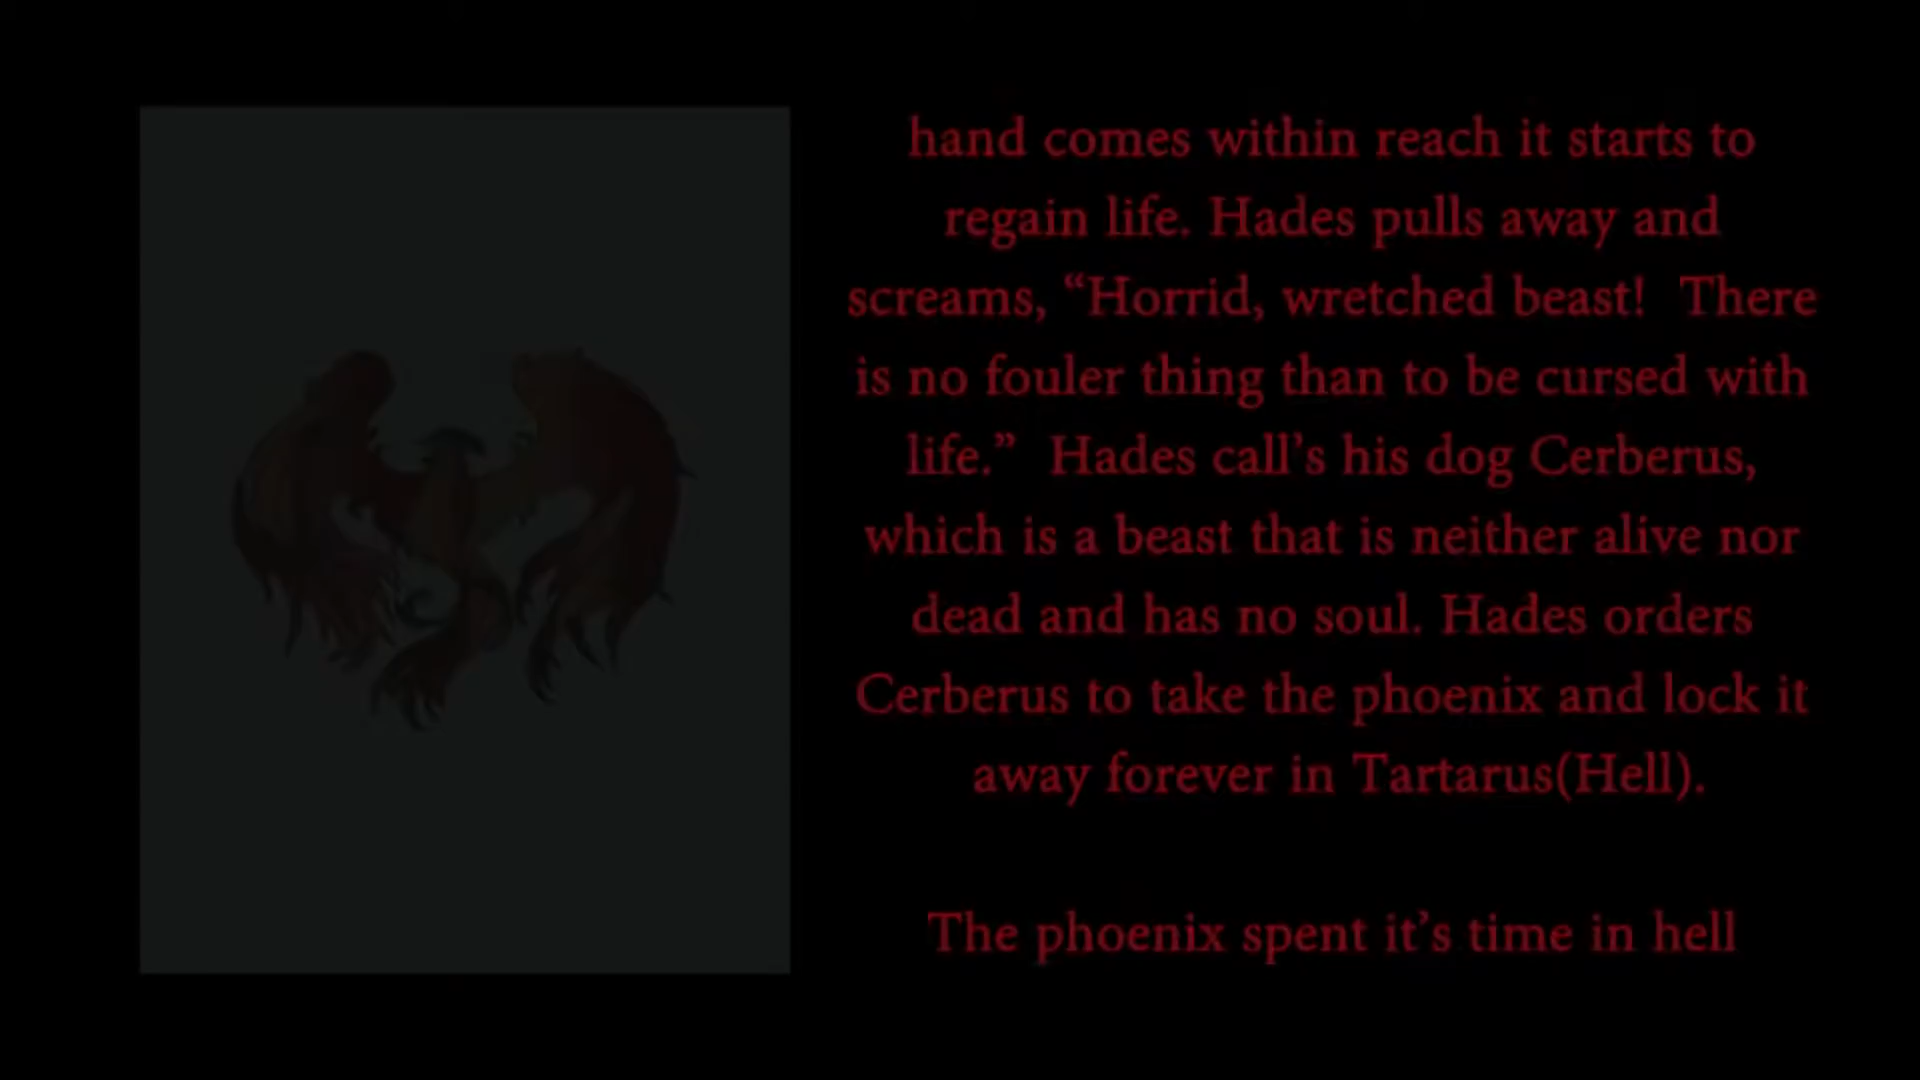 hand comes within reach it starts to
regain life. Hades pulls away and
screams, “Horrid, wretched beast!  There
is no fouler thing than to be cursed with
life.”  Hades call’s his dog Cerberus,
which is a beast that is neither alive nor
dead and has no soul. Hades orders
Cerberus to take the phoenix and lock it
away forever in Tartarus(Hell).
The phoenix spent it’s time in hell